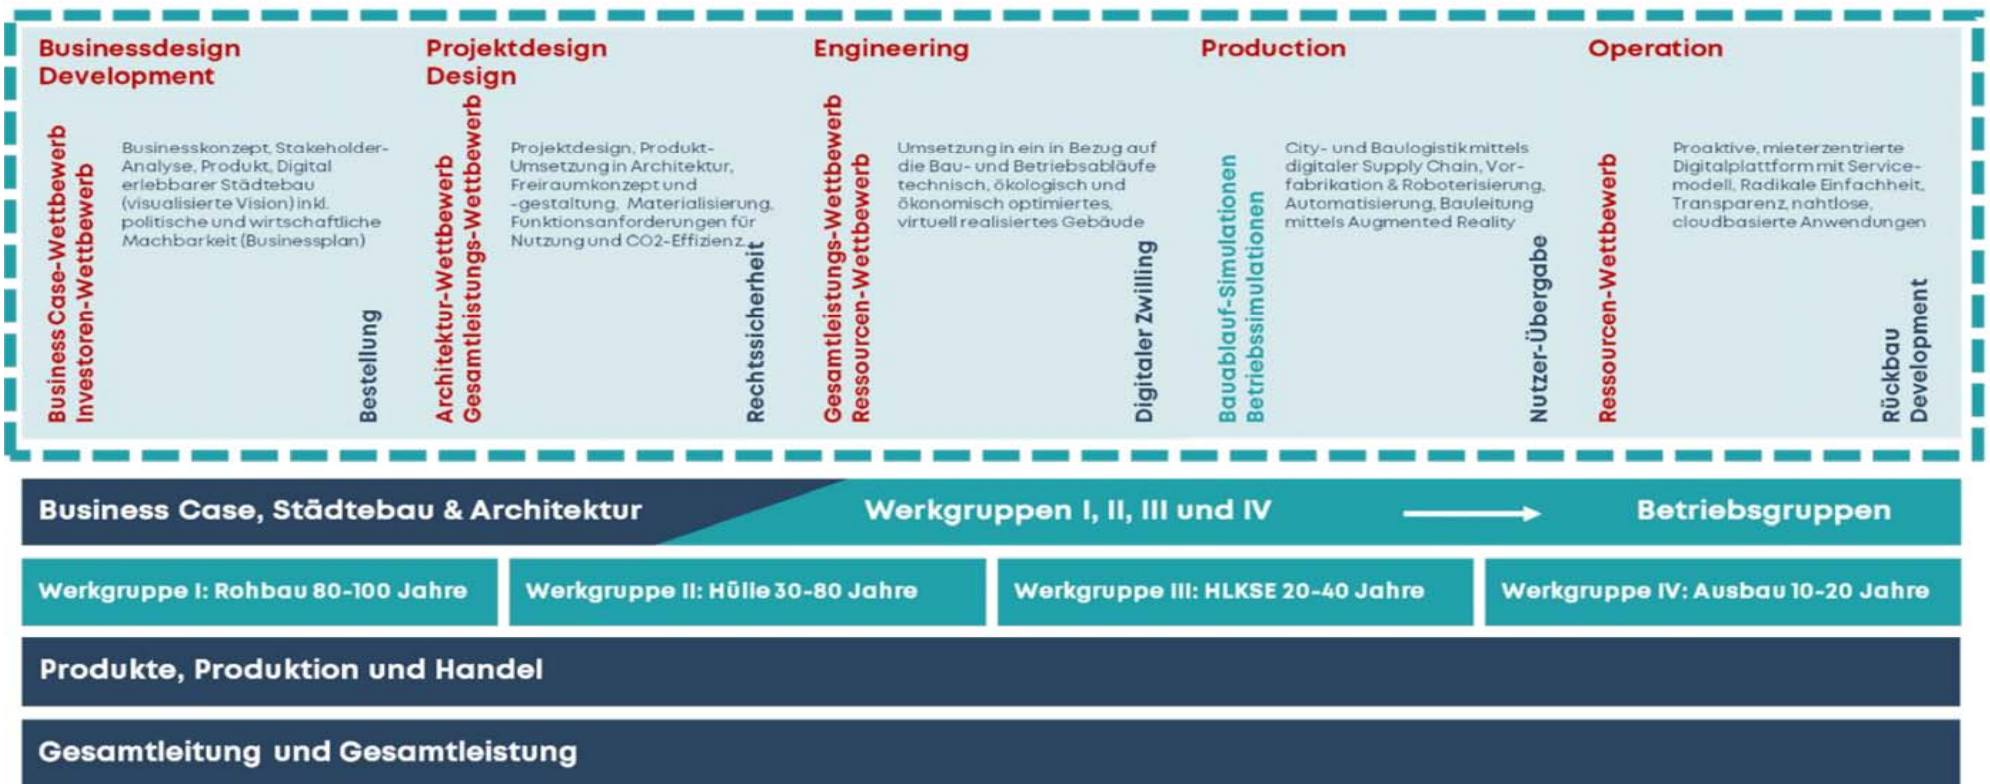 Businessdesign
Development
Business Case-Wettbewerb
Investoren-Wettbewerb
Businesskonzept, Stakeholder-
Analyse, Produkt, Digital
erlebbarer Städtebau
(visualisierte Vision) inkl.
politische und wirtschaftliche
Machbarkeit (Businessplan)
Bestellung
Projektdesign
Design
Architektur-Wettbewerb
Gesamtleistungs-Wettbewerb
Projektdesign, Produkt-
Umsetzung in Architektur,
Freiraumkonzept und
-gestaltung, Materialisierung,
Funktionsanforderungen für
Nutzung und CO2-Effizienz
Rechtssicherheit
Engineering
Gesamtleistungs-Wettbewerb
Ressourcen-Wettbewerb
Umsetzung in ein in Bezug auf
die Bau- und Betriebsabläufe
technisch, ökologisch und
ökonomisch optimiertes,
virtuell realisiertes Gebäude
Digitaler Zwilling
Production
Bauablauf-Simulationen
Betriebssimulationen
City- und Baulogistik mittels
digitaler Supply Chain, Vor-
fabrikation & Roboterisierung,
Automatisierung, Bauleitung
mittels Augmented Reality
Nutzer-Übergabe
Operation
Ressourcen-Wettbewerb
Proaktive, mieterzentrierte
Digitalplattform mit Service-
modell, Radikale Einfachheit,
Transparenz, nahtlose,
cloudbasierte Anwendungen
Rückbau
Development
Business Case, Städtebau & Architektur
Werkgruppen I, II, III und IV
Betriebsgruppen
Werkgruppe I: Rohbau 80-100 Jahre
Werkgruppe II: Hülle 30-80 Jahre
Werkgruppe III: HLKSE 20-40 Jahre
Werkgruppe IV: Ausbau 10-20 Jahre
Produkte, Produktion und Handel
Gesamtleitung und Gesamtleistung